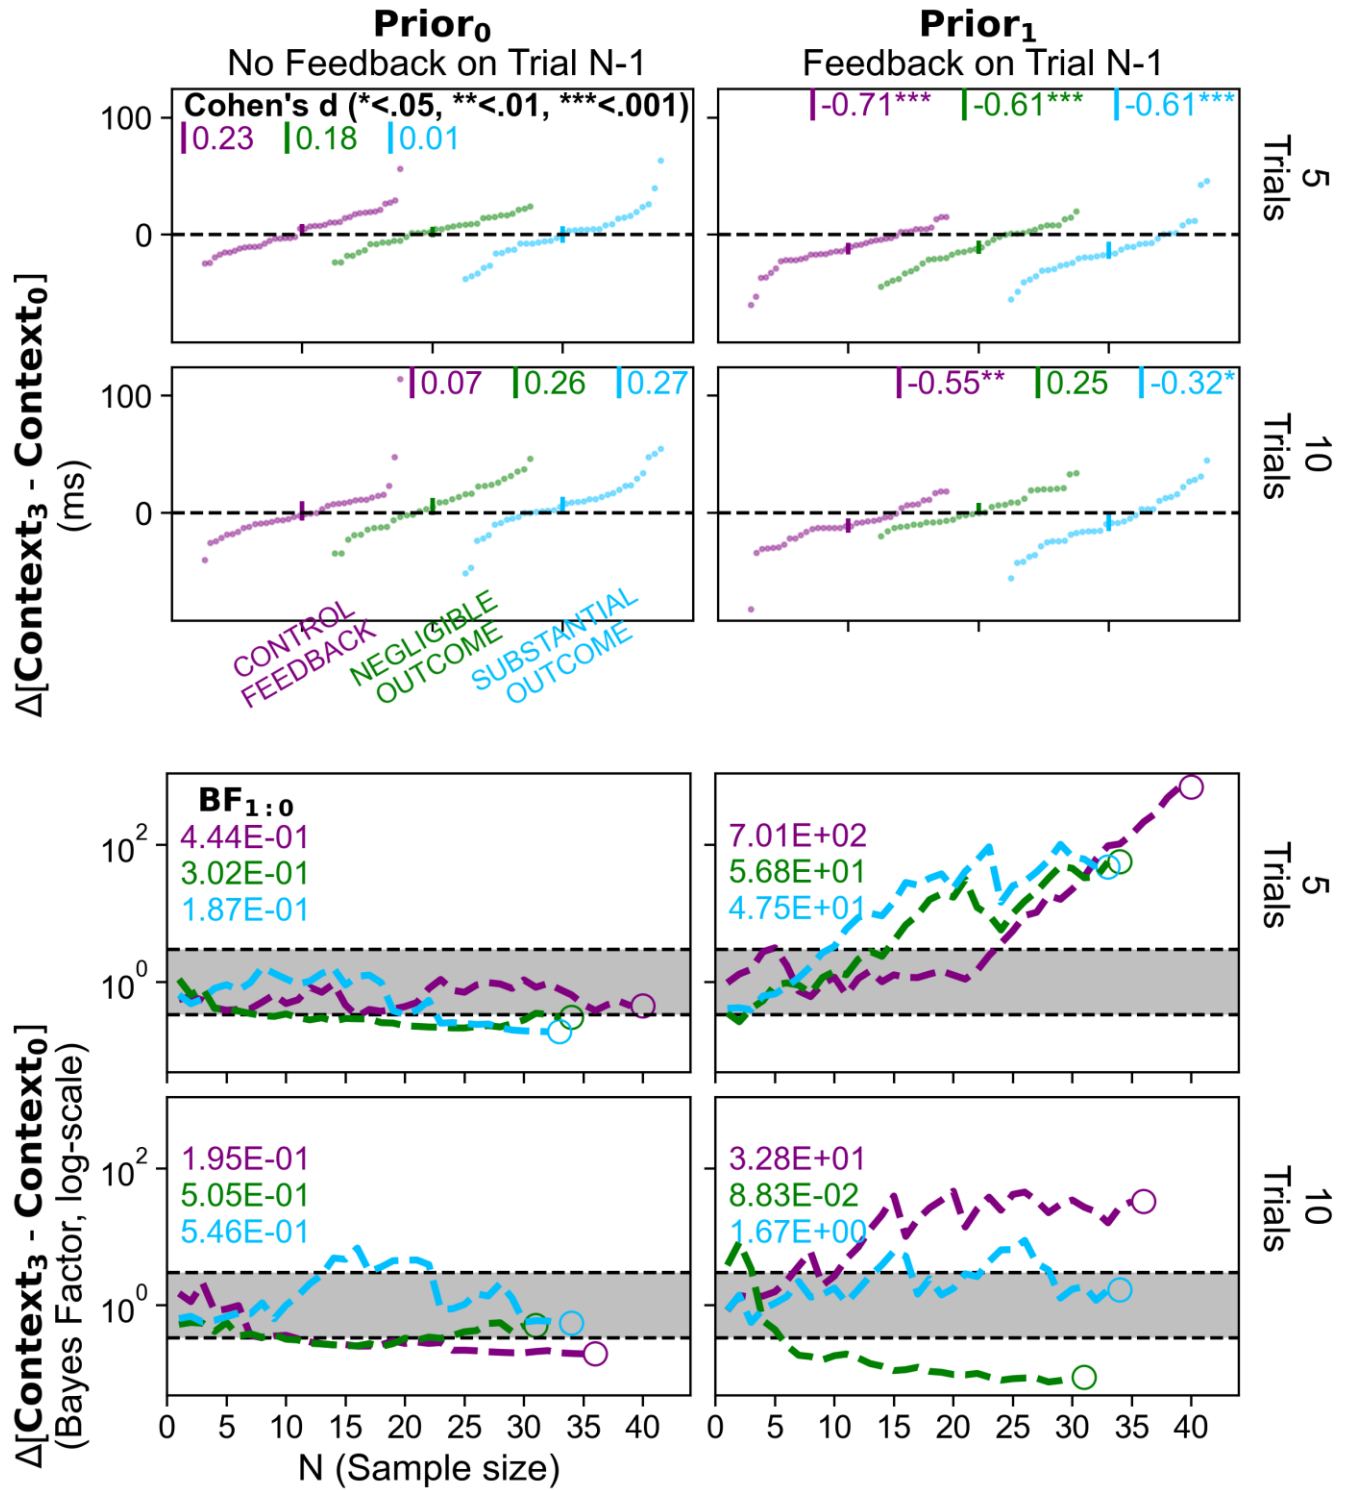 Prior0
No Feedback on Trial N-1
Prior1
Feedback on Trial N-1
Cohen's d (*<.05, **<.01, ***<.001)
0.23 0.18 0.01
-0.71*** -0.61*** -0.61***
100
0
5
Trials
0.07 0.26 0.27
-0.55** 0.25 -0.32*
100
0
10
Trials
Δ[Context3 - Context0]
(ms)
CONTROL
FEEDBACK
NEGLIGIBLE
OUTCOME
SUBSTANTIAL
OUTCOME
BF1:0
4.44E-01
3.02E-01
1.87E-01
7.01E+02
5.68E+01
4.75E+01
10^2
10^0
5
Trials
1.95E-01
5.05E-01
5.46E-01
3.28E+01
8.83E-02
1.67E+00
10^2
10^0
10
Trials
Δ[Context3 - Context0]
(Bayes Factor, log-scale)
0 5 10 15 20 25 30 35 40
0 5 10 15 20 25 30 35 40
N (Sample size)